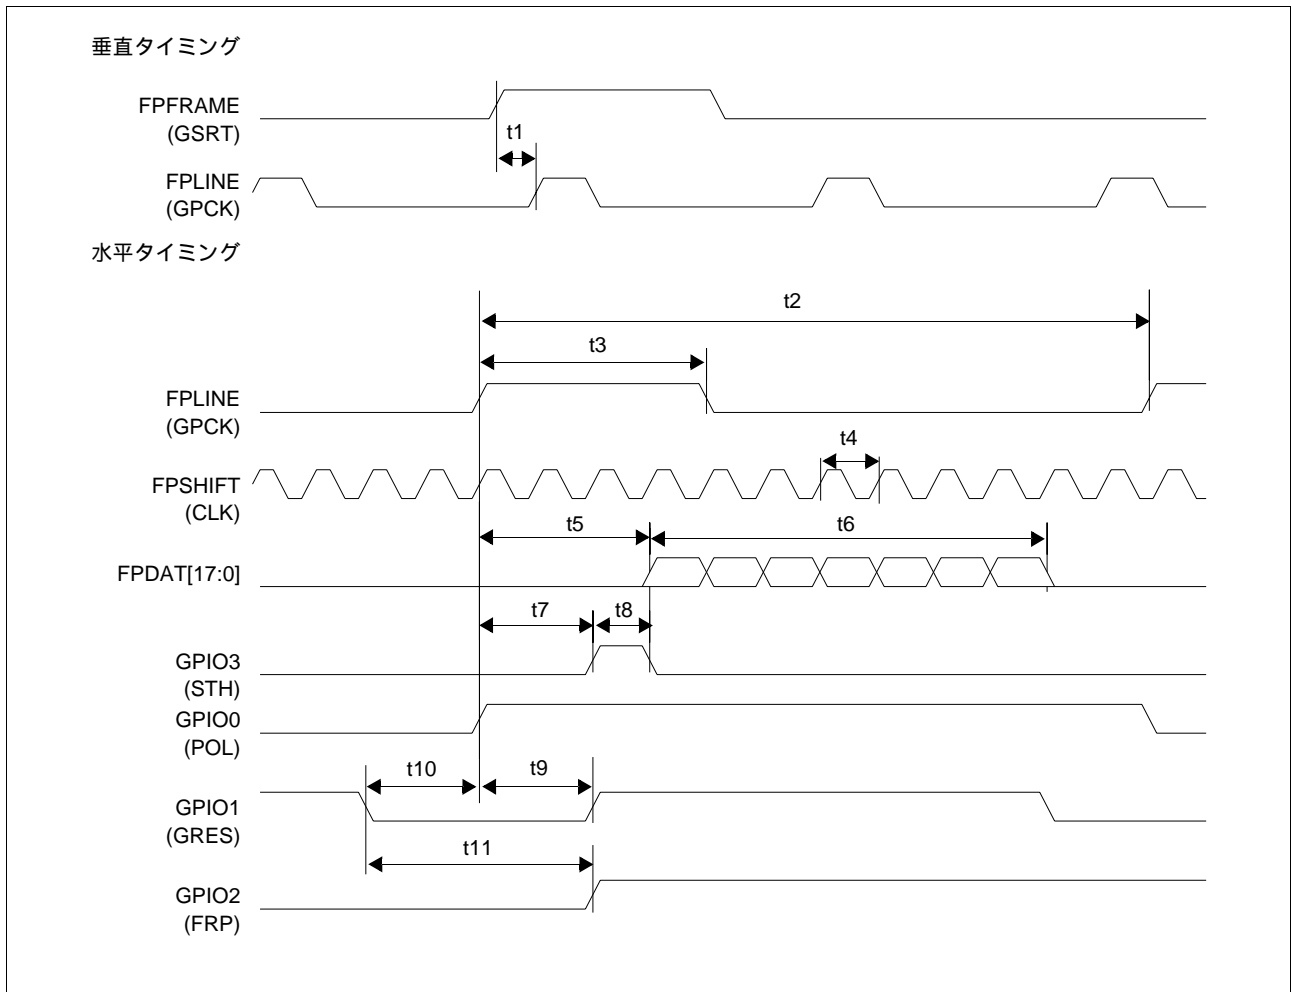 垂直タイミング
FPFRAME
(GSRT)
t1
FPLINE
(GPCK)
水平タイミング
t2
t3
FPLINE
(GPCK)
t4
FPSHIFT
(CLK)
t5
t6
FPDAT[17:0]
t7
t8
GPIO3
(STH)
GPIO0
(POL)
t10
t9
GPIO1
(GRES)
t11
GPIO2
(FRP)